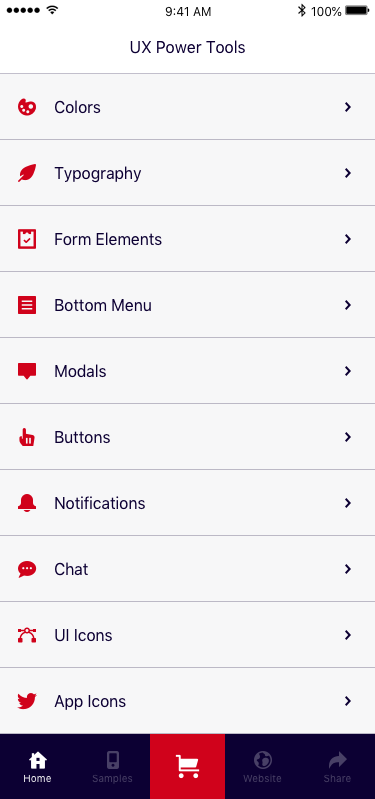 9:41 AM 100%
UX Power Tools
Colors
Typography
Form Elements
Bottom Menu
Modals
Buttons
Notifications
Chat
UI Icons
App Icons
Home Samples Website Share